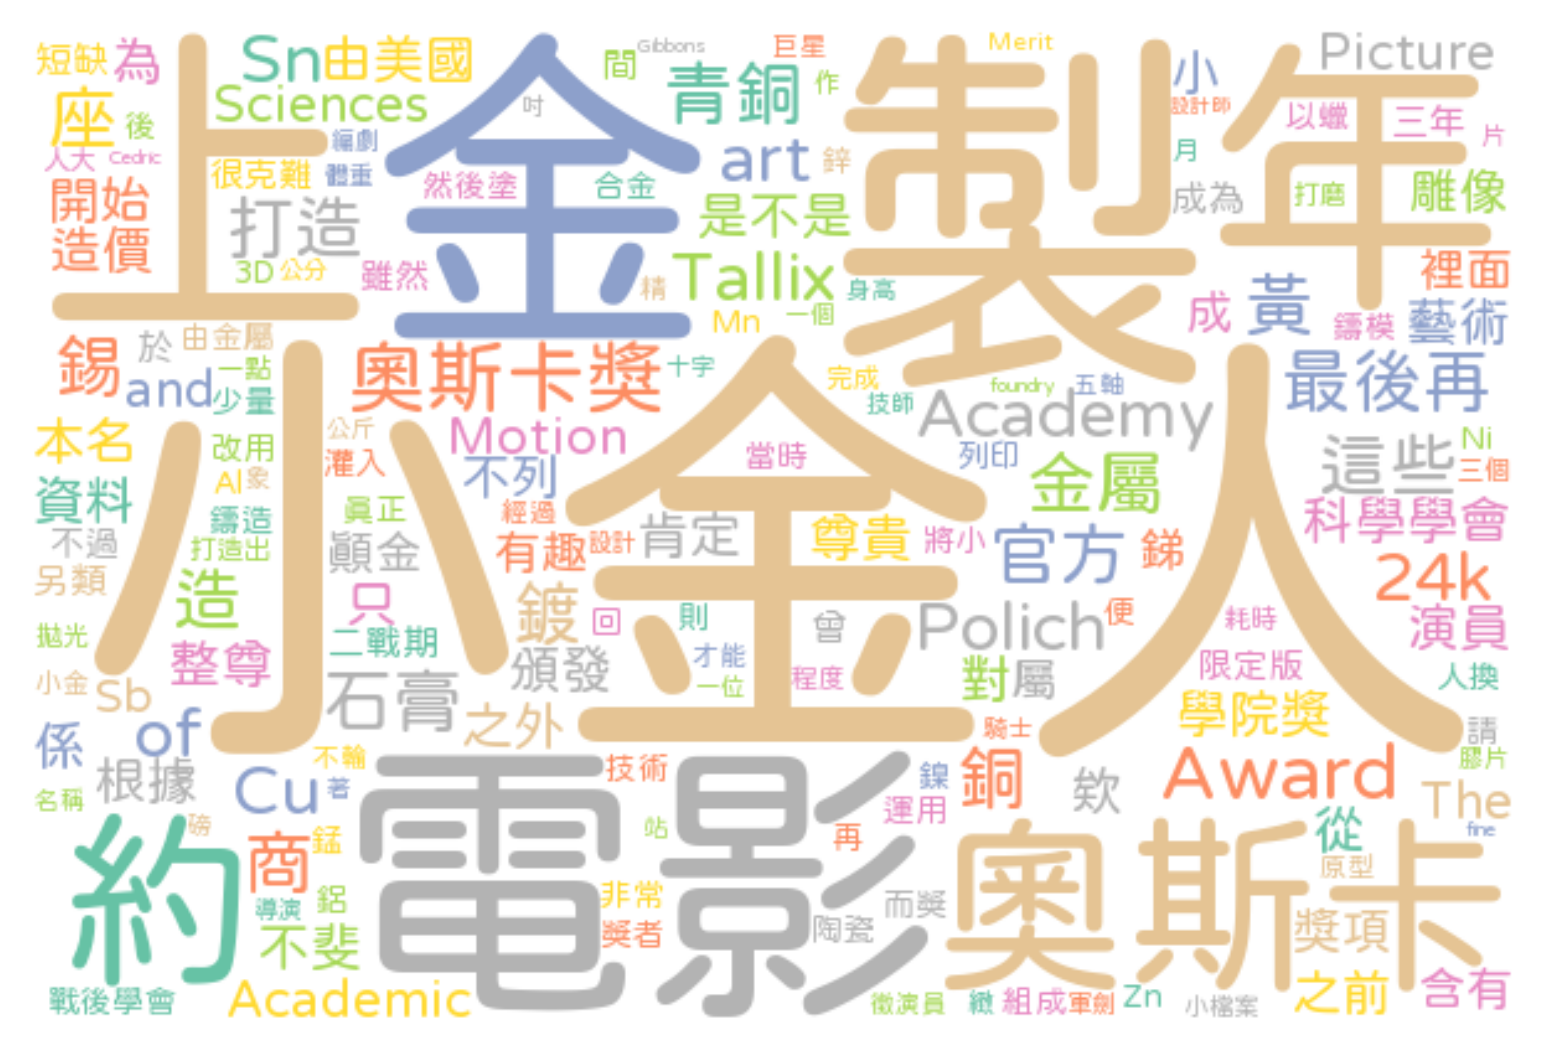 短缺 為 Sn 由美國 間 Gibbons 巨星 Merit Picture
座 後 Sciences 吋 青銅 作 小 設計師 以蠟 三年 片
上 金 製 年
人大 Cedric 編劇 art 鋅 月
開始 很克難 體重 然後塗 合金 成為 打磨 雕像
造價 打造 是不是
3D 公分 雖然 精 Tallix 身高 裡面
Mn 一個 成 黃 鑄模 藝術
錫 於 由金屬 奧斯卡獎 十字 最後再
and 一點 少量 完成 foundry 五軸
技師 Academy
小金人
本名 改用 公斤 Motion 當時 列印 這些 Ni
資料 Al 象 灌入 不列 金屬 三個
不過 鑄造 真正 經過 肯定 尊貴 將小 官方 錫 科學學會
打造出 顛金 有趣 設計 銻 24k
另類 造 只 鍍 回 則 曾 Polich 便 耗時 演員
拋光 整尊 二戰期 才能 限定版
小金 Sb 石膏 頒發 一位 程度 對 屬 人換
係 of 之外 騎士 學院獎 請
根據 Cu 不輸 著 技術 鎳 銅 欸 Award 膠片
名稱 磅 電影 運用 The
約 商 錳 站 再 從 fine
導演 鋁 非常 而獎 奧斯卡 原型
不斐 獎者 陶瓷 獎項
戰後學會 Academic 徵演員 緻 組成 軍劍 Zn 小檔案 之前 含有